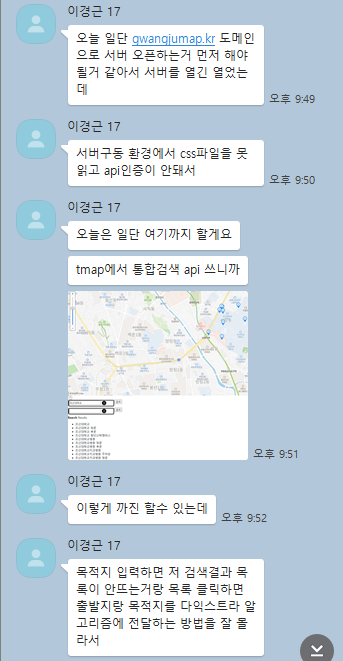 이경근 17
오늘 일단 gwangjumap.kr 도메인
으로 서버 오픈하는거 먼저 해야
될거 같아서 서버를 열긴 열었는
데
오후 9:49
이경근 17
서버구동 환경에서 css파일을 못
읽고 api인증이 안돼서
오후 9:50
이경근 17
오늘은 일단 여기까지 할게요
tmap에서 통합검색 api 쓰니까
오후 9:51
이경근 17
이렇게 까진 할수 있는데
오후 9:52
이경근 17
목적지 입력하면 저 검색결과 목
록이 안뜨는거랑 목록 클릭하면
출발지랑 목적지를 다익스트라 알
고리즘에 전달하는 방법을 잘 몰
라서